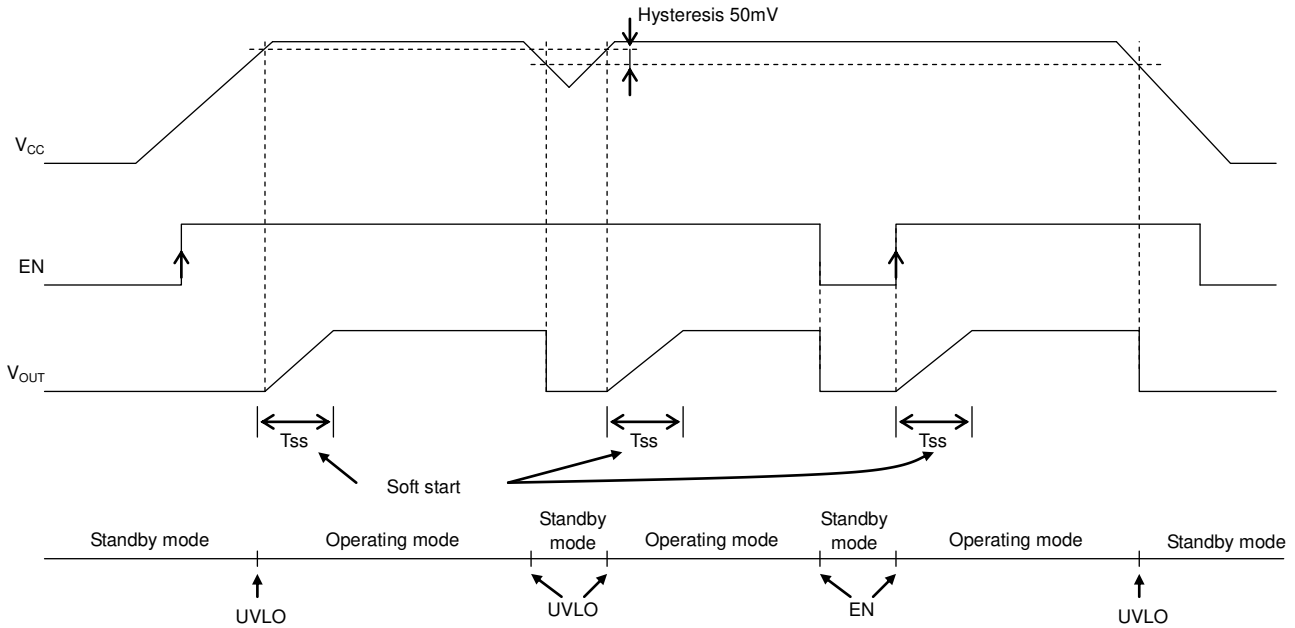 Hysteresis 50mV
VCC
EN
VOUT
Tss
Tss
Tss
Soft start
Standby mode
Operating mode
Standby
mode
Operating mode
Standby
mode
Operating mode
Standby mode
UVLO
UVLO
EN
UVLO